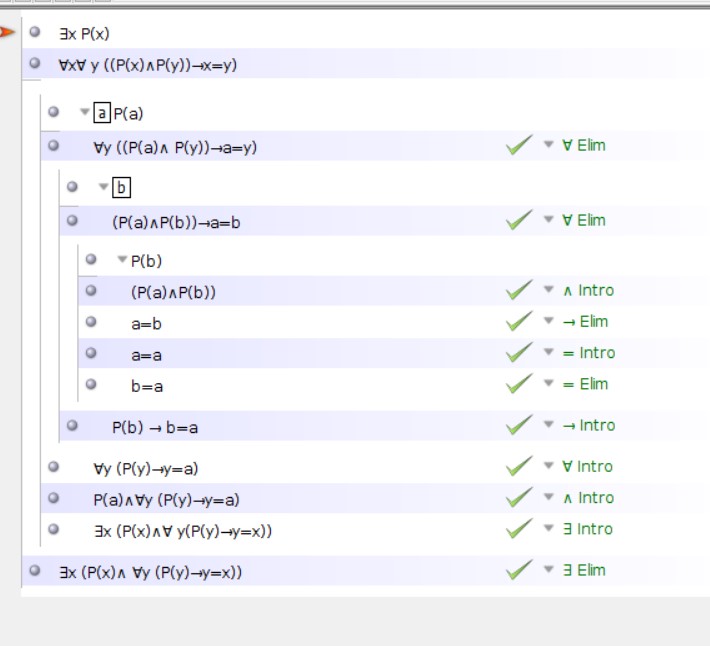 ∃x P(x)
∀x∀ y ((P(x)∧P(y))→x=y)
a P(a)
∀y ((P(a)∧ P(y))→a=y) ∀ Elim
b
(P(a)∧P(b))→a=b ∀ Elim
P(b)
(P(a)∧P(b)) ∧ Intro
a=b → Elim
a=a = Intro
b=a = Elim
P(b) → b=a → Intro
∀y (P(y)→y=a) ∀ Intro
P(a)∧∀y (P(y)→y=a) ∧ Intro
∃x (P(x)∧∀ y(P(y)→y=x)) ∃ Intro
∃x (P(x)∧ ∀y (P(y)→y=x)) ∃ Elim